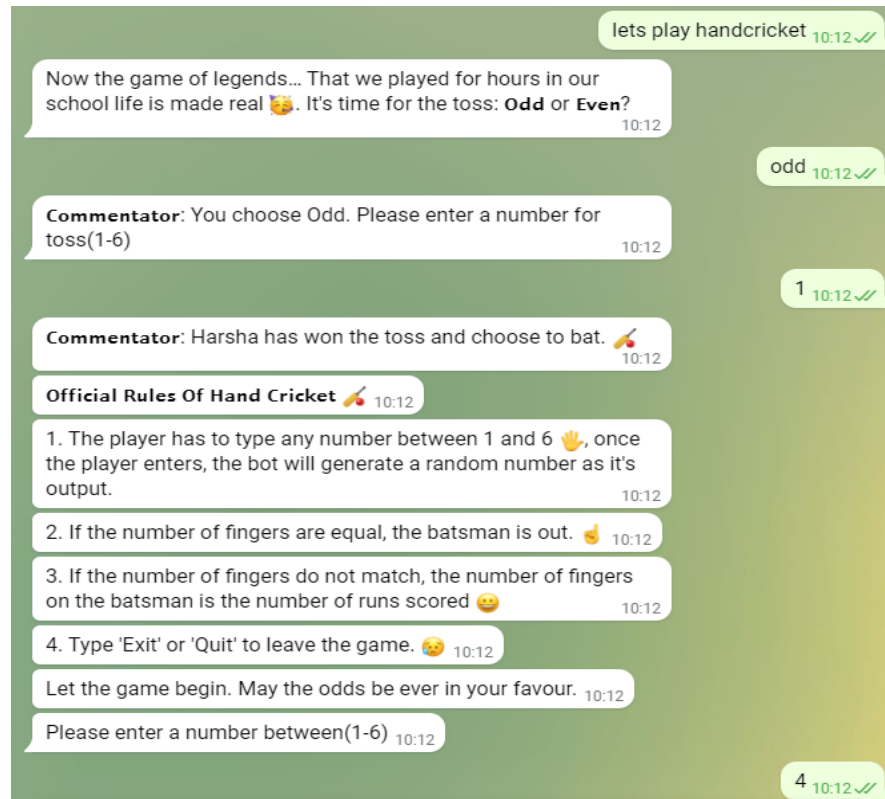 lets play handcricket 10:12
Now the game of legends... That we played for hours in our
school life is made real 🥳. It's time for the toss: Odd or Even?
10:12
odd 10:12
Commentator: You choose Odd. Please enter a number for
toss(1-6)
10:12
1 10:12
Commentator: Harsha has won the toss and choose to bat. 🏏
10:12
Official Rules Of Hand Cricket 🏏 10:12
1. The player has to type any number between 1 and 6 🖐, once
the player enters, the bot will generate a random number as it's
output.
10:12
2. If the number of fingers are equal, the batsman is out. ☝ 10:12
3. If the number of fingers do not match, the number of fingers
on the batsman is the number of runs scored 😀
10:12
4. Type 'Exit' or 'Quit' to leave the game. 😥 10:12
Let the game begin. May the odds be ever in your favour. 10:12
Please enter a number between(1-6) 10:12
4 10:12